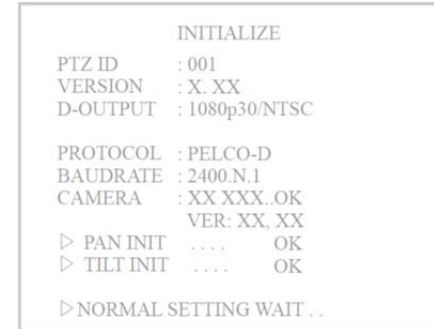 INITIALIZE
PTZ ID : 001
VERSION : X. XX
D-OUTPUT : 1080p30/NTSC
PROTOCOL : PELCO-D
BAUDRATE : 2400.N.1
CAMERA : XX XXX..OK
VER: XX, XX
▷ PAN INIT . . . . OK
▷ TILT INIT . . . . OK
▷NORMAL SETTING WAIT . .